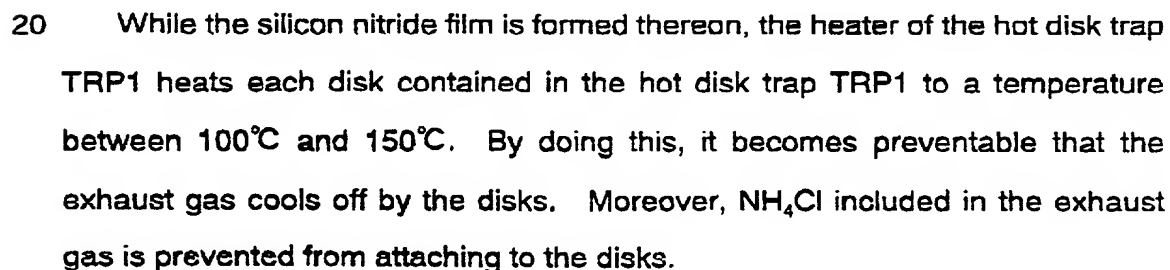 20 While the silicon nitride film is formed thereon, the heater of the hot disk trap
TRP1 heats each disk contained in the hot disk trap TRP1 to a temperature
between 100℃ and 150℃. By doing this, it becomes preventable that the
exhaust gas cools off by the disks. Moreover, NH₄Cl included in the exhaust
gas is prevented from attaching to the disks.